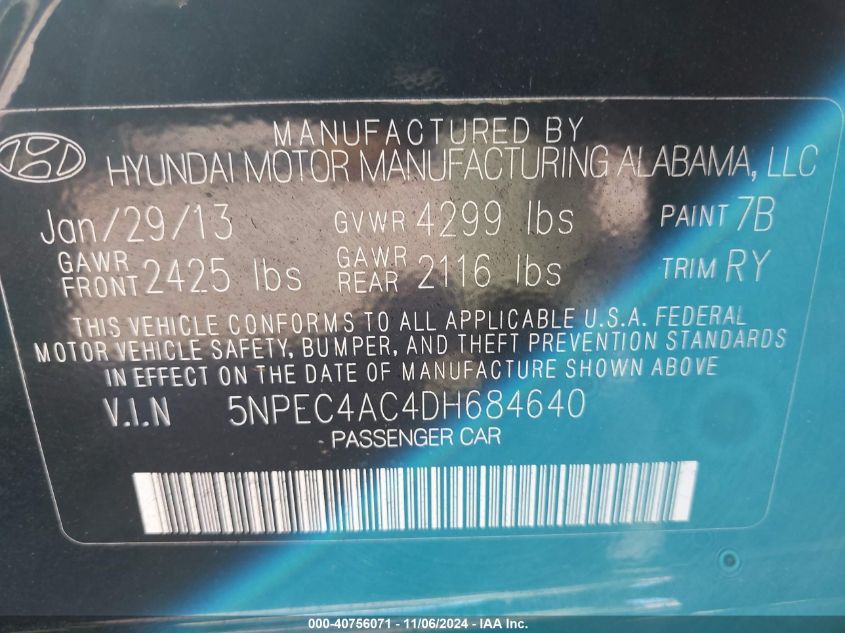 MANUFACTURED BY
HYUNDAI MOTOR MANUFACTURING ALABAMA, LLC
Jan/29/13 GVWR 4299 lbs PAINT 7B
GAWR FRONT 2425 lbs GAWR REAR 2116 lbs TRIM RY
THIS VEHICLE CONFORMS TO ALL APPLICABLE U.S.A. FEDERAL
MOTOR VEHICLE SAFETY, BUMPER, AND THEFT PREVENTION STANDARDS
IN EFFECT ON THE DATE OF MANUFACTURE SHOWN ABOVE
V.I.N 5NPEC4AC4DH684640
PASSENGER CAR
000-40756071 - 11/06/2024 - IAA Inc.